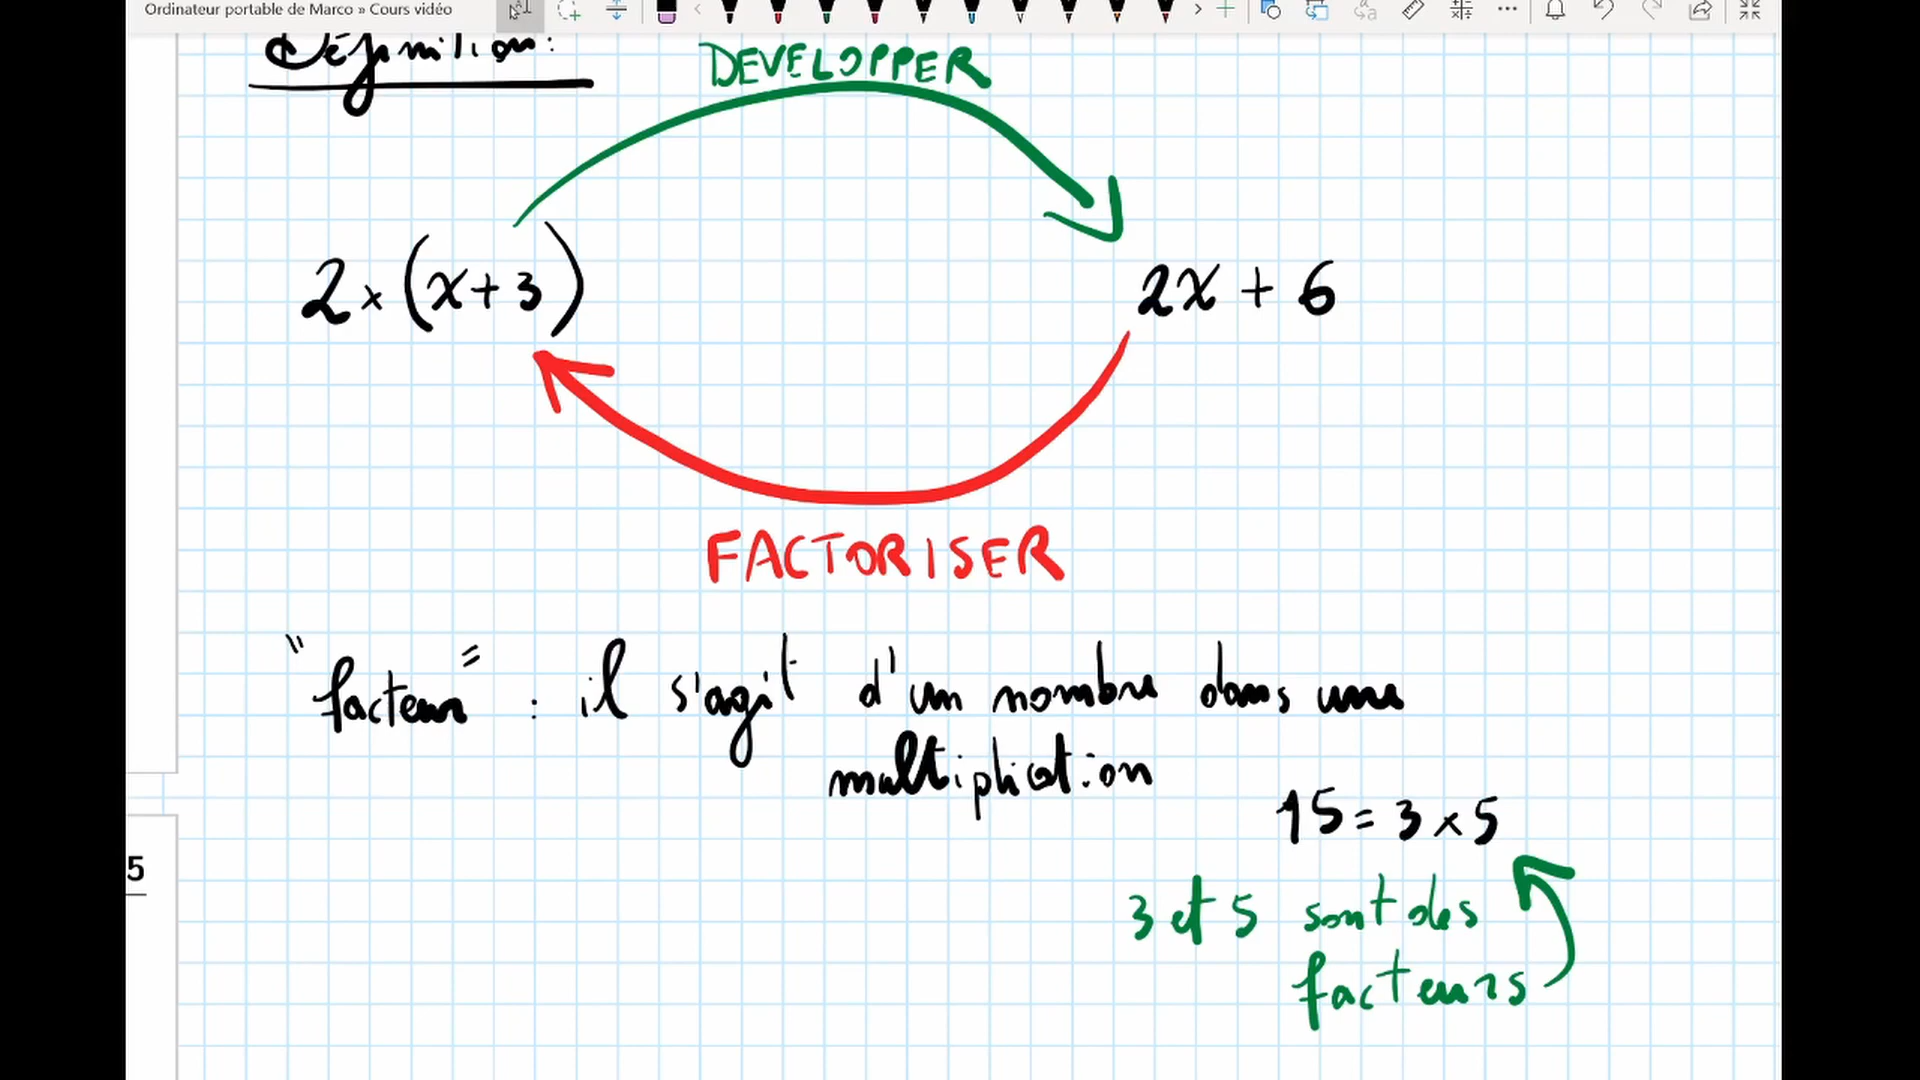 Ordinateur portable de Marco » Cours vidéo
Définition:
DEVELOPPER
2 × (x+3)
2x + 6
FACTORISER
"facteur" : il s'agit d'un nombre dans une
multiplication
15 = 3 × 5
5
3 et 5 sont des
facteurs